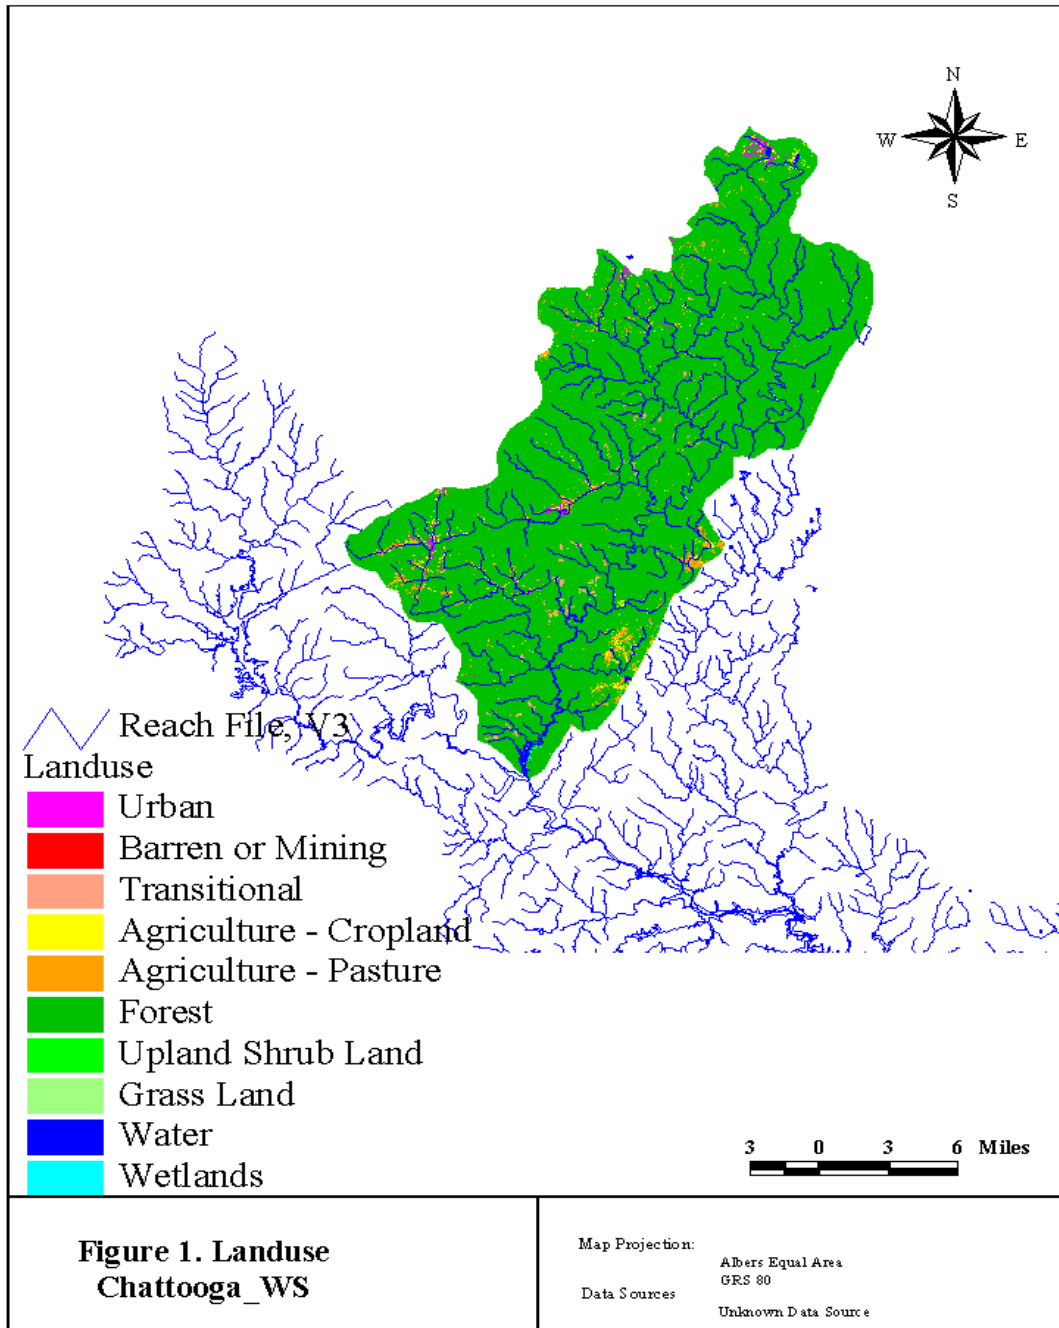 N
W E
S
Reach File, V3
Landuse
Urban
Barren or Mining
Transitional
Agriculture - Cropland
Agriculture - Pasture
Forest
Upland Shrub Land
Grass Land
Water
Wetlands
3 0 3 6 Miles
Figure 1. Landuse
Chattooga_WS
Map Projection:
Albers Equal Area
GRS 80
Data Sources
Unknown Data Source